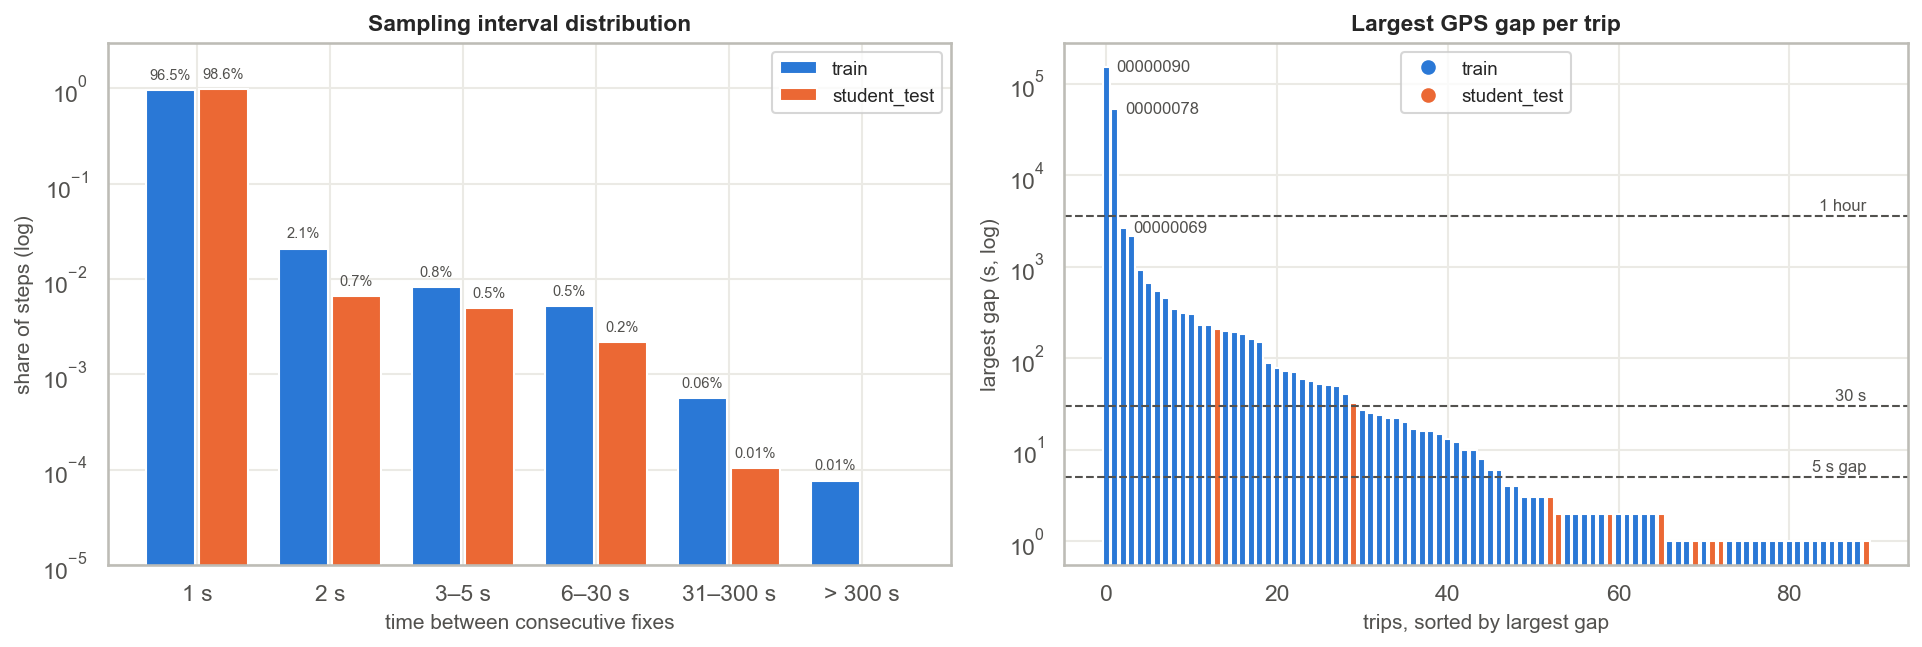 Sampling interval distribution
share of steps (log)
10^0
10^−1
10^−2
10^−3
10^−4
10^−5
96.5%
98.6%
2.1%
0.7%
0.8%
0.5%
0.5%
0.2%
0.06%
0.01%
0.01%
train
student_test
1 s
2 s
3–5 s
6–30 s
31–300 s
> 300 s
time between consecutive fixes
Largest GPS gap per trip
largest gap (s, log)
10^5
10^4
10^3
10^2
10^1
10^0
00000090
00000078
00000069
train
student_test
1 hour
30 s
5 s gap
0
20
40
60
80
trips, sorted by largest gap